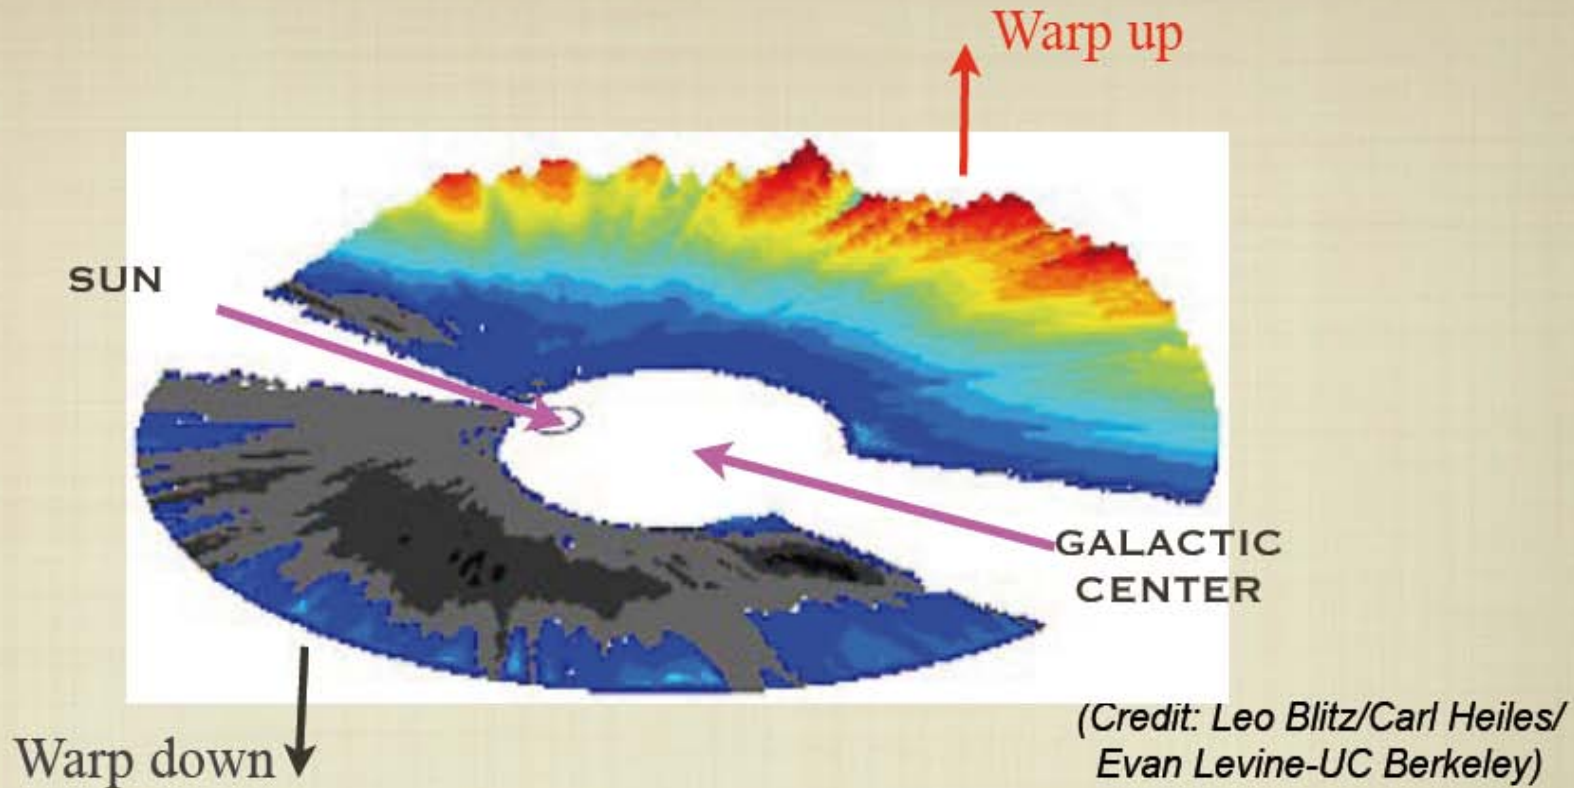 Warp up
SUN
GALACTIC
CENTER
(Credit: Leo Blitz/Carl Heiles/
Evan Levine-UC Berkeley)
Warp down